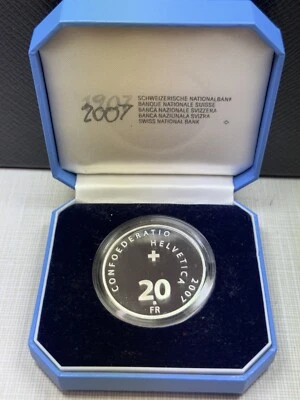 1907
2007
SCHWEIZERISCHE NATIONALBANK
BANQUE NATIONALE SUISSE
BANCA NAZIONALE SVIZZERA
BANCA NAZIUNALA SVIZRA
SWISS NATIONAL BANK
CONFOEDERATIO
HELVETICA 2007
20
FR